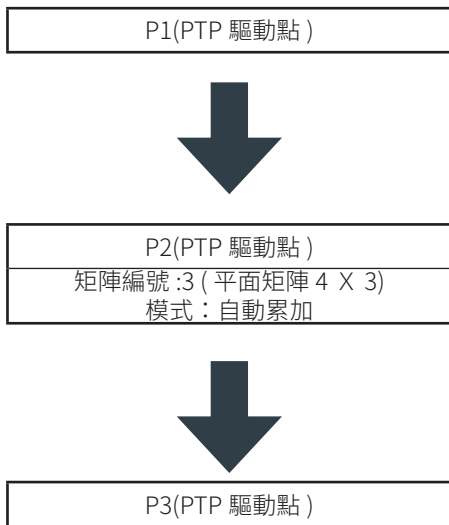 P1(PTP 驅動點 )
P2(PTP 驅動點 )
矩陣編號 :3 ( 平面矩陣 4 X 3)
模式：自動累加
P3(PTP 驅動點 )